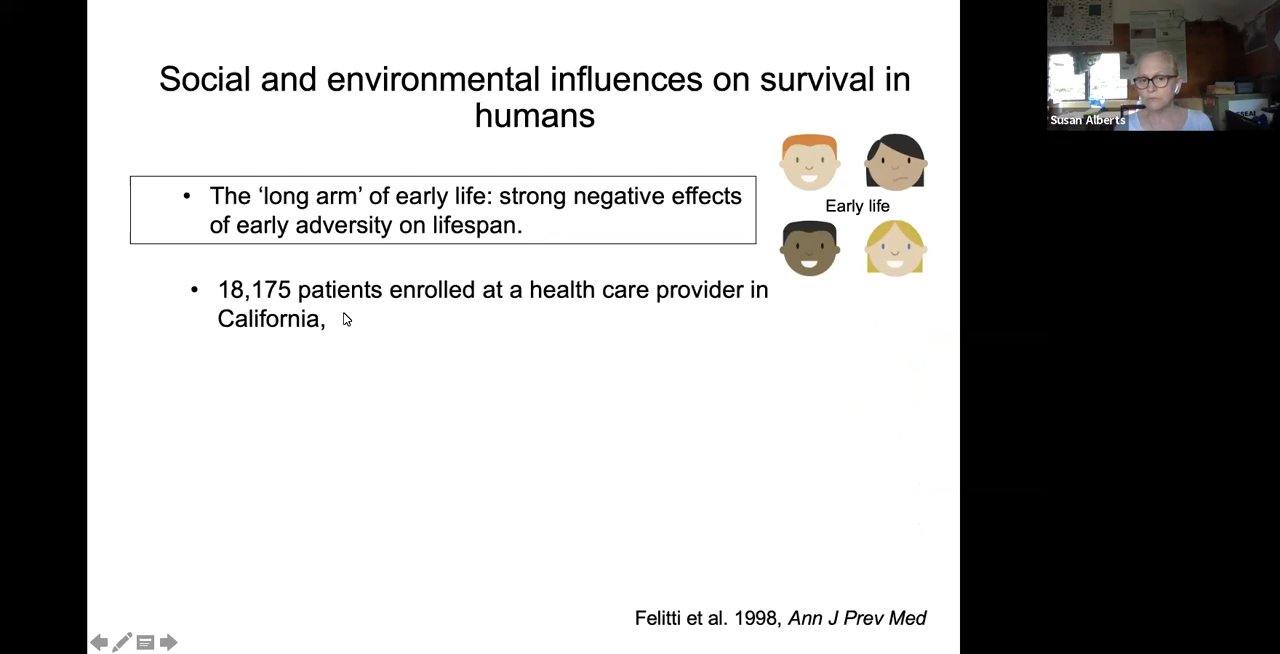 Social and environmental influences on survival in
humans
• The ‘long arm’ of early life: strong negative effects
of early adversity on lifespan.
Early life
• 18,175 patients enrolled at a health care provider in
California,
Felitti et al. 1998, Ann J Prev Med
Susan Alberts